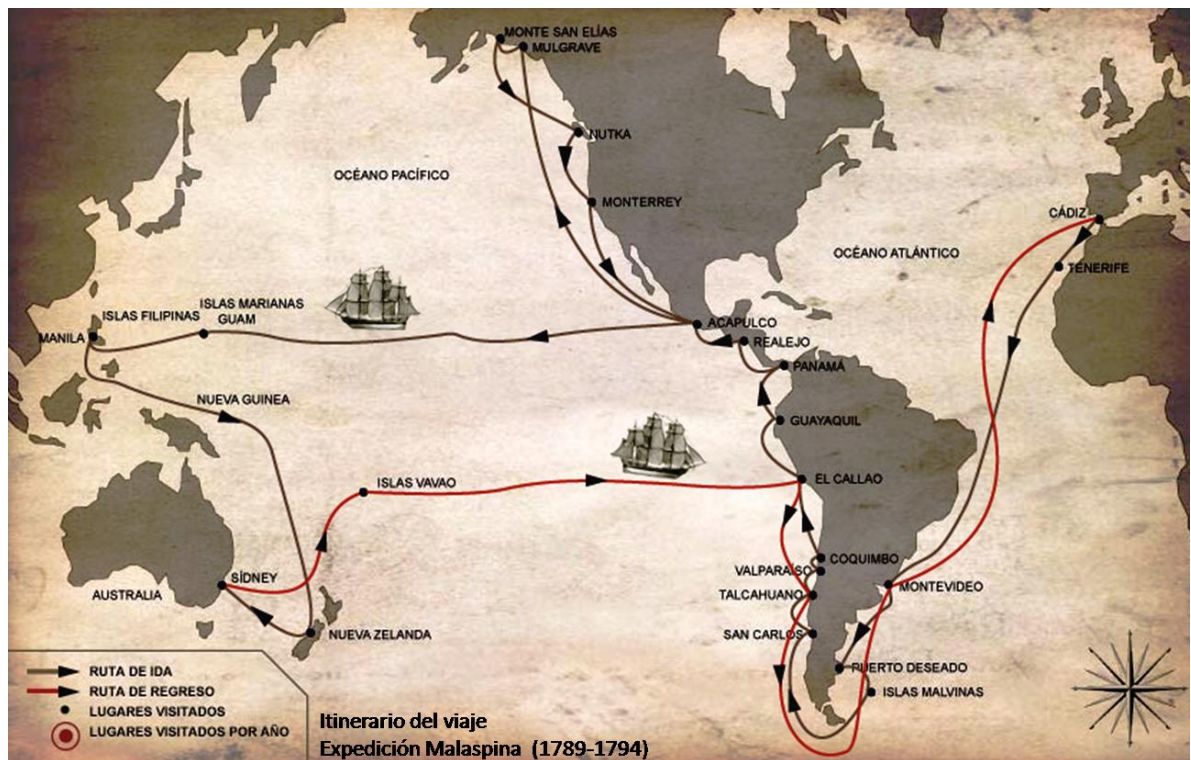 MONTE SAN ELÍAS
MULGRAVE
NUTKA
OCÉANO PACÍFICO
MONTERREY
CÁDIZ
OCÉANO ATLÁNTICO
TENERIFE
ISLAS MARIANAS
GUAM
ISLAS FILIPINAS
MANILA
ACAPULCO
REALEJO
PANAMÁ
NUEVA GUINEA
GUAYAQUIL
ISLAS VAVAO
EL CALLAO
COQUIMBO
VALPARAÍSO
SÍDNEY
AUSTRALIA
TALCAHUANO
MONTEVIDEO
NUEVA ZELANDA
SAN CARLOS
PUERTO DESEADO
ISLAS MALVINAS
RUTA DE IDA
RUTA DE REGRESO
LUGARES VISITADOS
LUGARES VISITADOS POR AÑO
Itinerario del viaje
Expedición Malaspina (1789-1794)